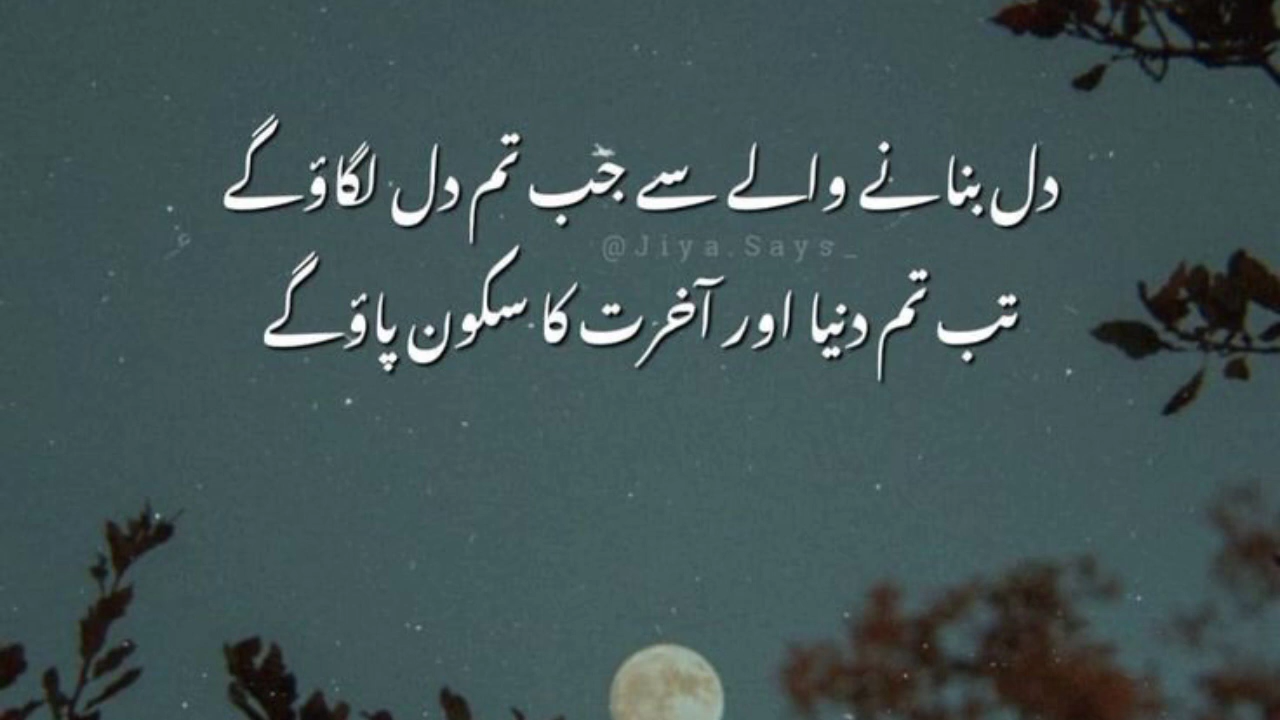 دل بنانے والے سے جب تم دل لگاؤ گے
@Jiya.Says_
تب تم دنیا اور آخرت کا سکون پاؤ گے